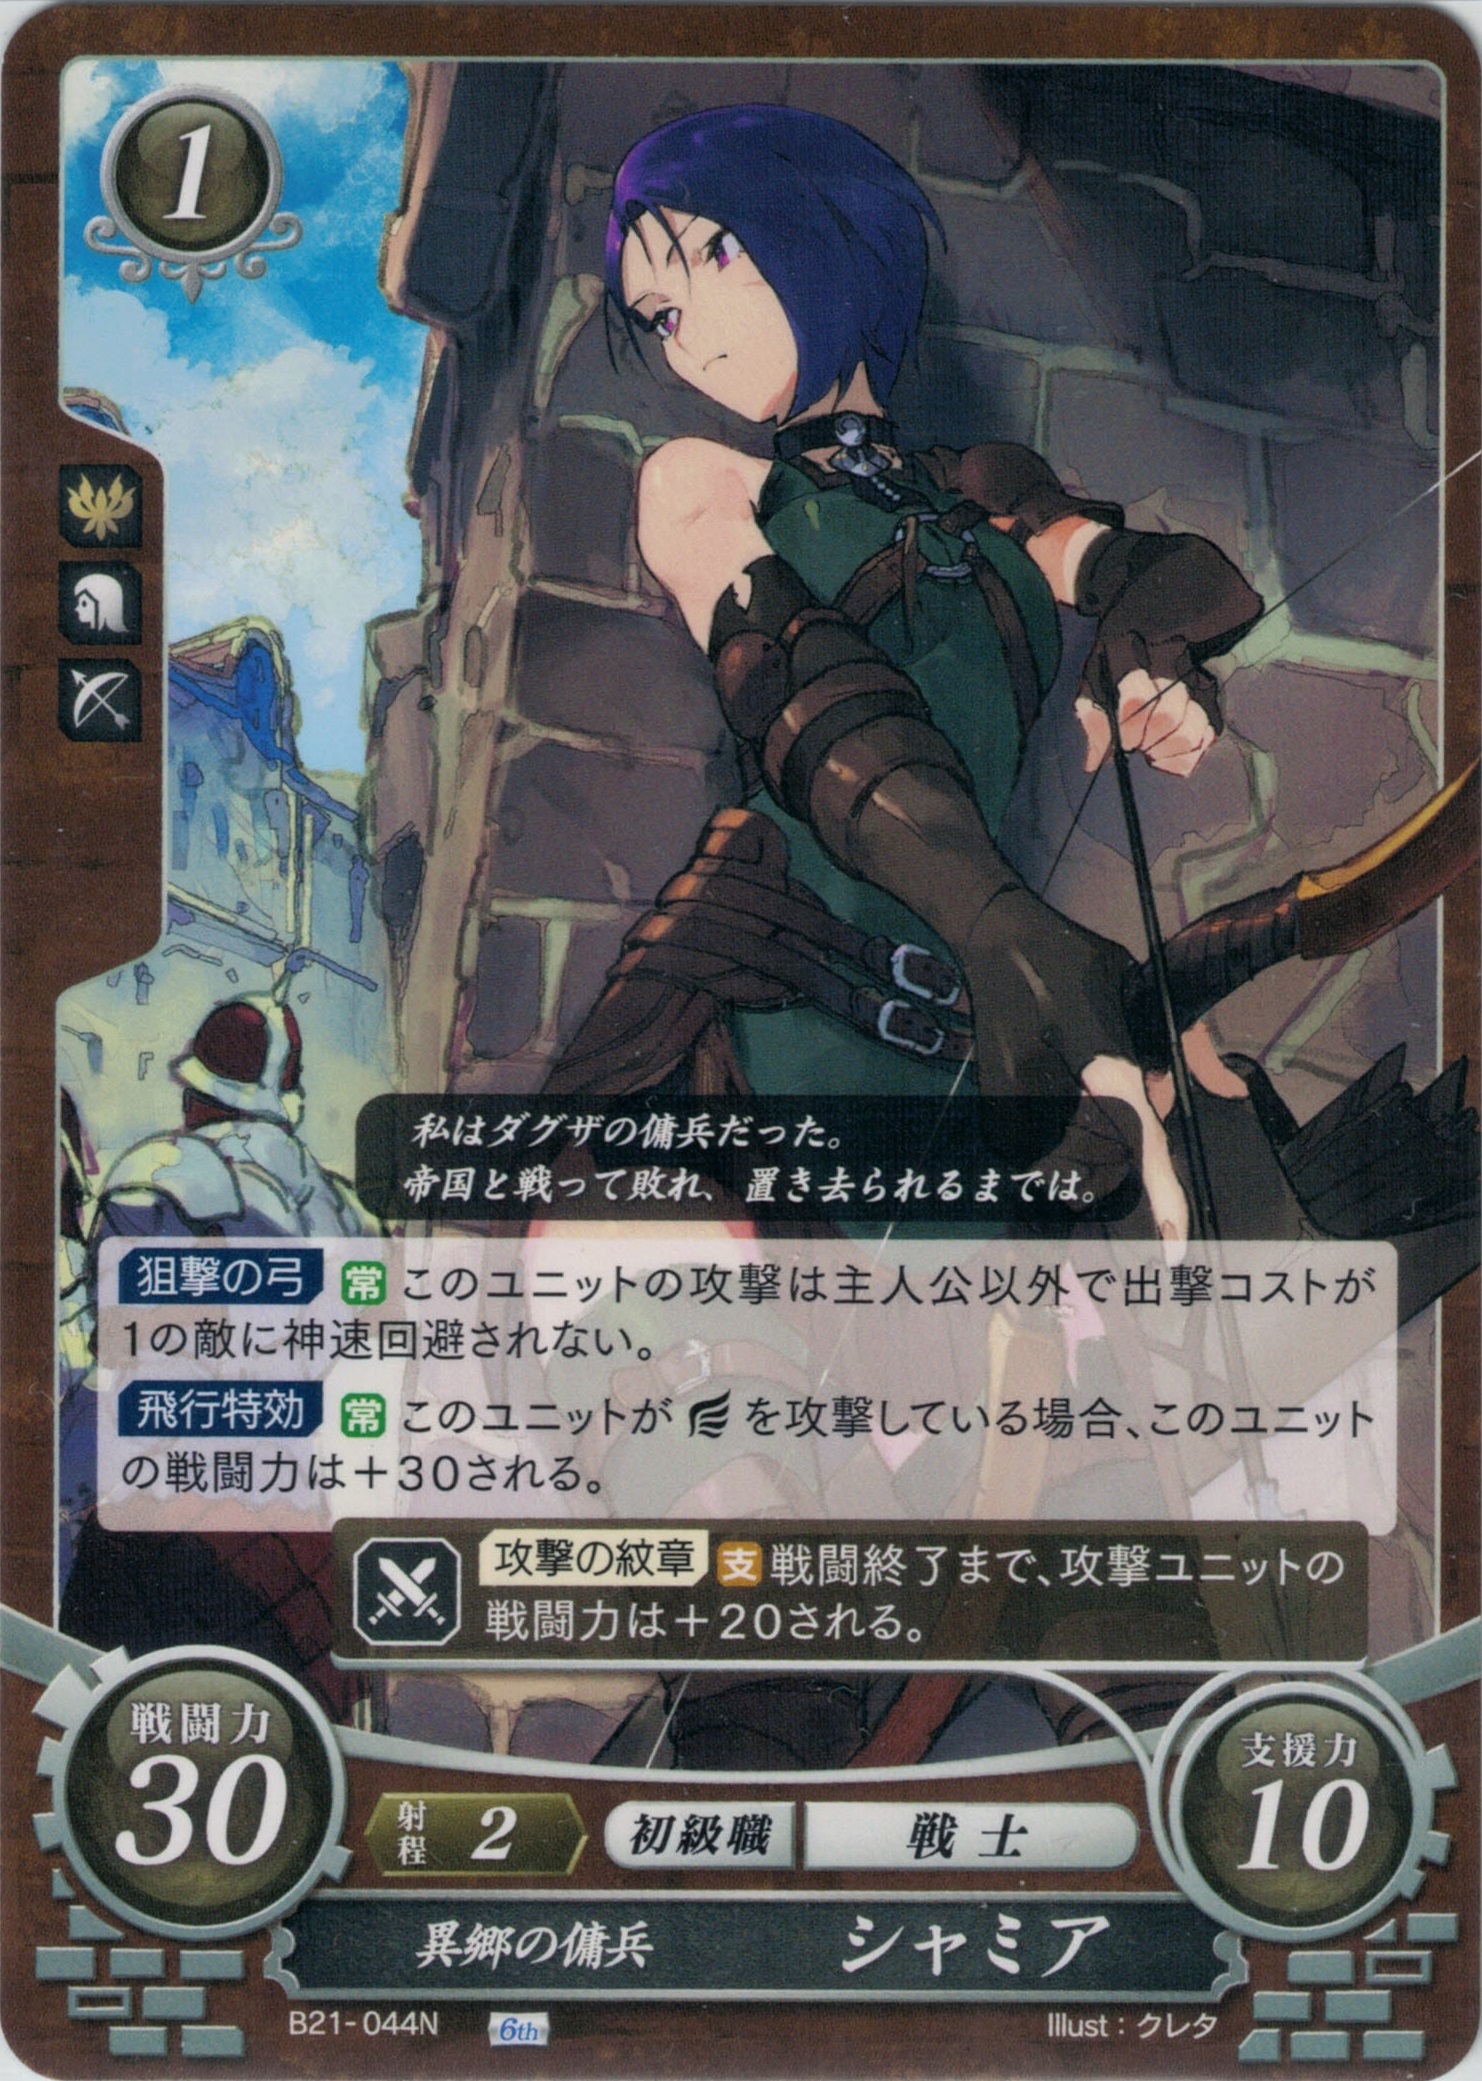 1
私はダグザの傭兵だった。
帝国と戦って敗れ、置き去られるまでは。
狙撃の弓 常 このユニットの攻撃は主人公以外で出撃コストが
1の敵に神速回避されない。
飛行特効 常 このユニットが を攻撃している場合、このユニット
の戦闘力は＋30される。
攻撃の紋章 支 戦闘終了まで、攻撃ユニットの
戦闘力は＋20される。
戦闘力
30
射程 2 初級職 戦士
支援力
10
異郷の傭兵 シャミア
B21-044N 6th Illust：クレタ